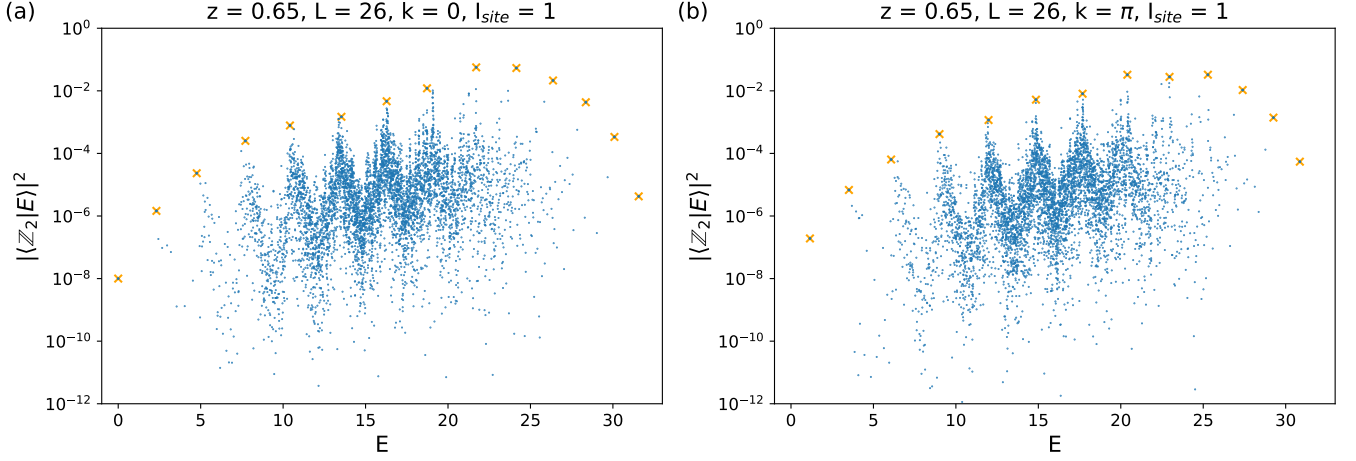 (a) z = 0.65, L = 26, k = 0, I_site = 1
10^0
10^−2
10^−4
10^−6
10^−8
10^−10
10^−12
|⟨ℤ_2|E⟩|^2
0 5 10 15 20 25 30
E
(b) z = 0.65, L = 26, k = π, I_site = 1
10^0
10^−2
10^−4
10^−6
10^−8
10^−10
10^−12
|⟨ℤ_2|E⟩|^2
0 5 10 15 20 25 30
E